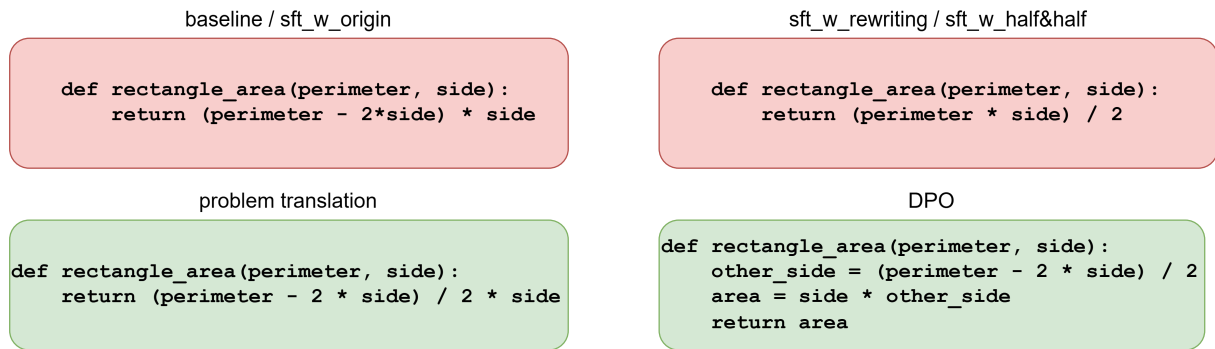 baseline / sft_w_origin
def rectangle_area(perimeter, side):
    return (perimeter - 2*side) * side
sft_w_rewriting / sft_w_half&half
def rectangle_area(perimeter, side):
    return (perimeter * side) / 2
problem translation
def rectangle_area(perimeter, side):
    return (perimeter - 2 * side) / 2 * side
DPO
def rectangle_area(perimeter, side):
    other_side = (perimeter - 2 * side) / 2
    area = side * other_side
    return area